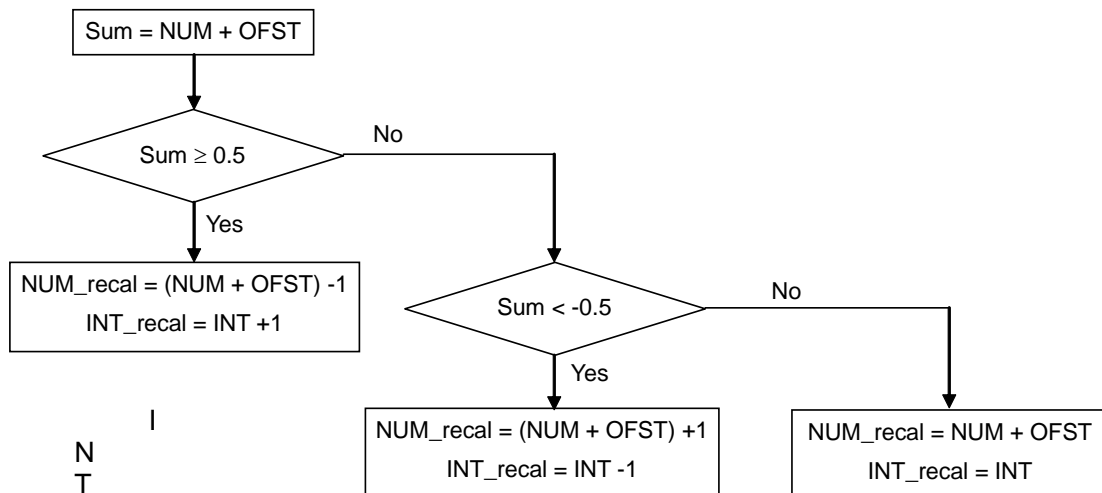 Sum = NUM + OFST
Sum ≥ 0.5
No
Yes
NUM_recal = (NUM + OFST) -1
INT_recal = INT +1
Sum < -0.5
No
Yes
NUM_recal = (NUM + OFST) +1
INT_recal = INT -1
NUM_recal = NUM + OFST
INT_recal = INT
I
N
T